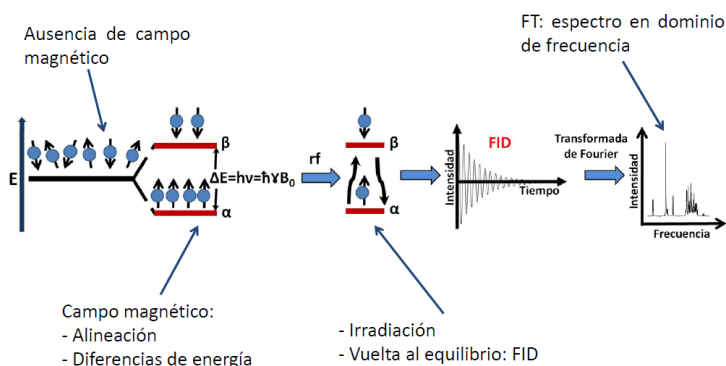 Ausencia de campo
magnético
FT: espectro en dominio
de frecuencia
E
β
α
ΔE=hν=ħɣB₀
rf
β
α
Intensidad
FID
Tiempo
Transformada
de Fourier
Intensidad
Frecuencia
Campo magnético:
- Alineación
- Diferencias de energía
- Irradiación
- Vuelta al equilibrio: FID